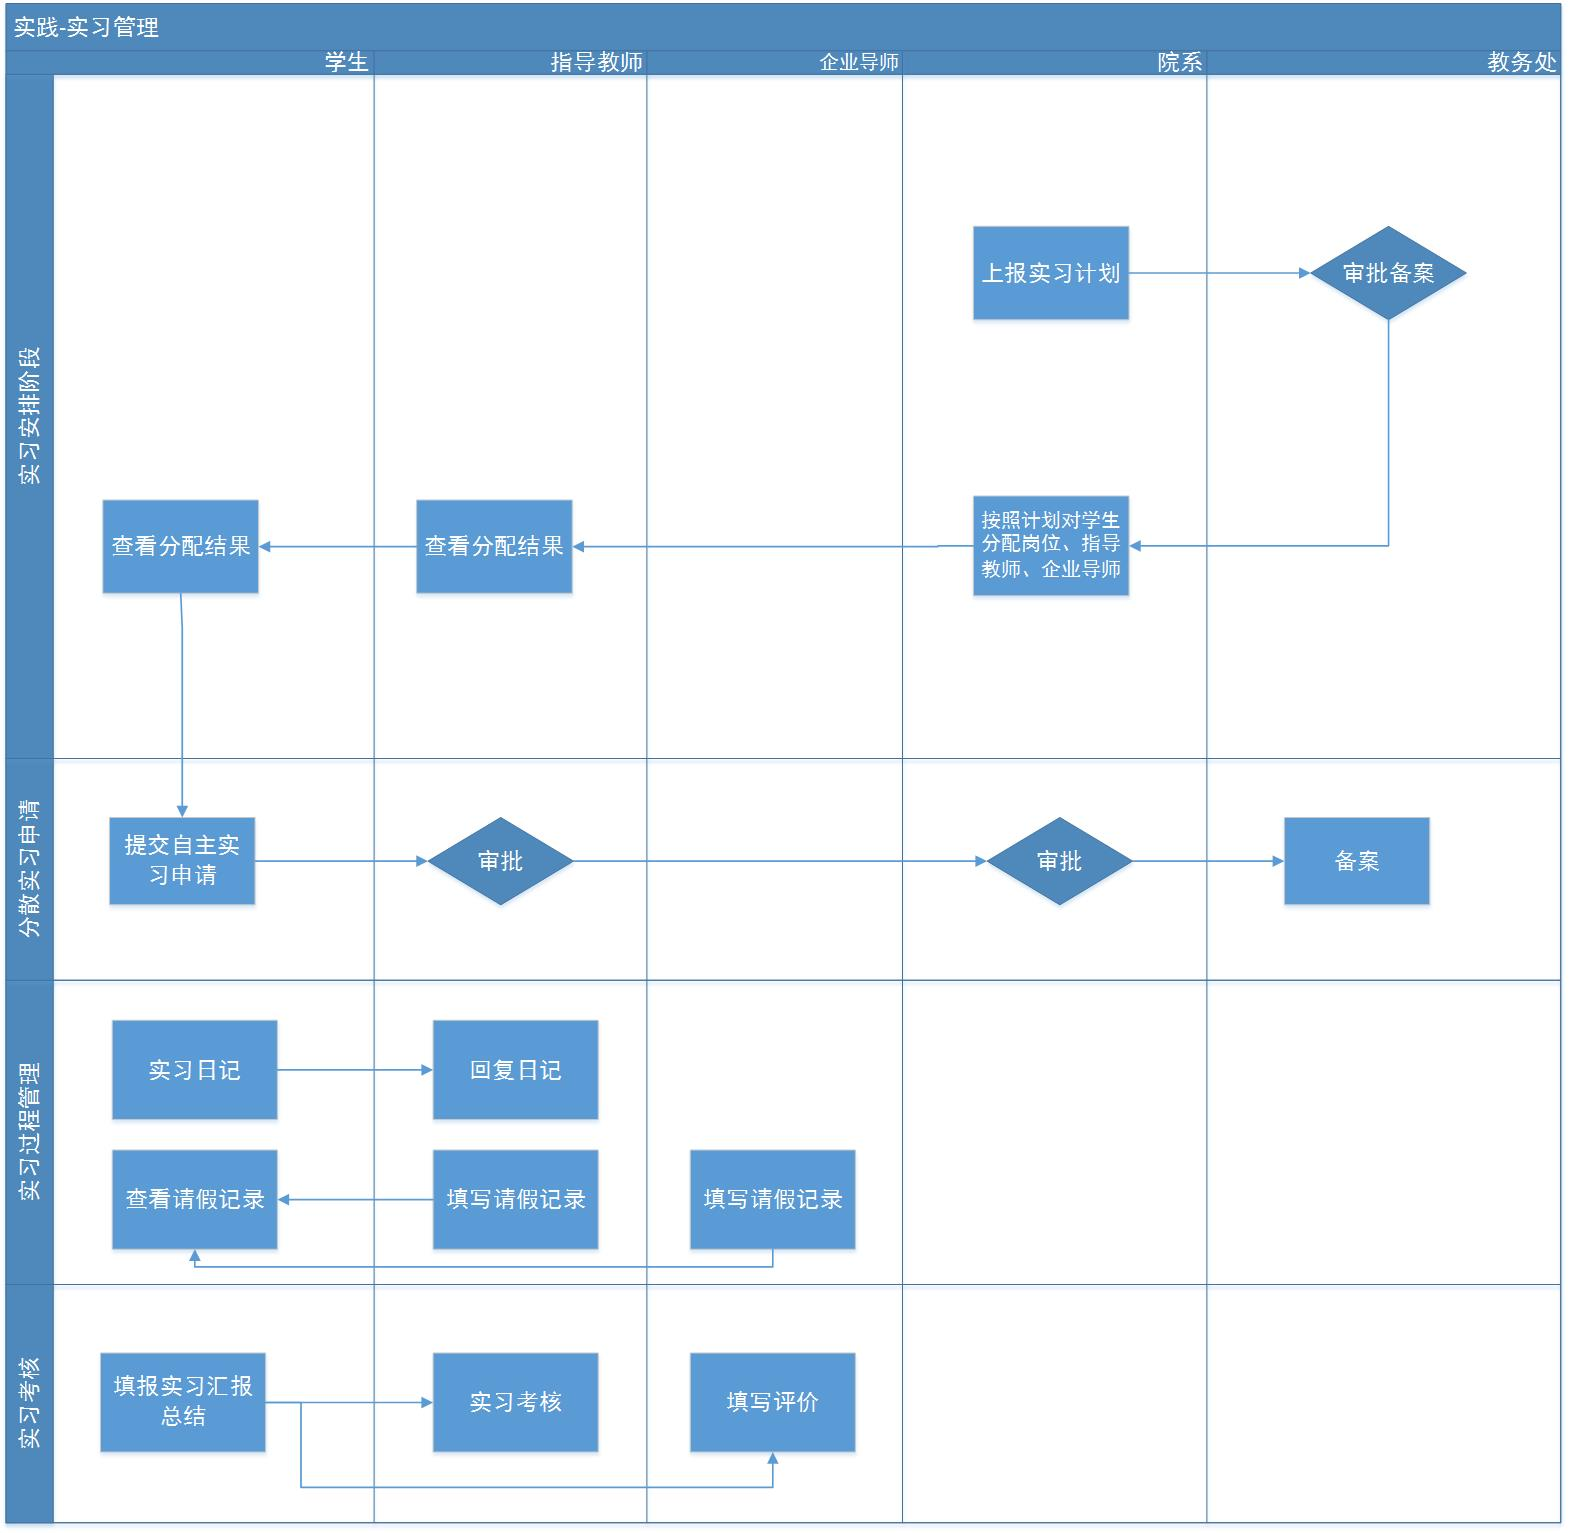 实践-实习管理
学生
指导教师
企业导师
院系
教务处
实习安排阶段
上报实习计划
审批备案
查看分配结果
查看分配结果
按照计划对学生
分配岗位、指导
教师、企业导师
分散实习申请
提交自主实
习申请
审批
审批
备案
实习过程管理
实习日记
回复日记
查看请假记录
填写请假记录
填写请假记录
实习考核
填报实习汇报
总结
实习考核
填写评价